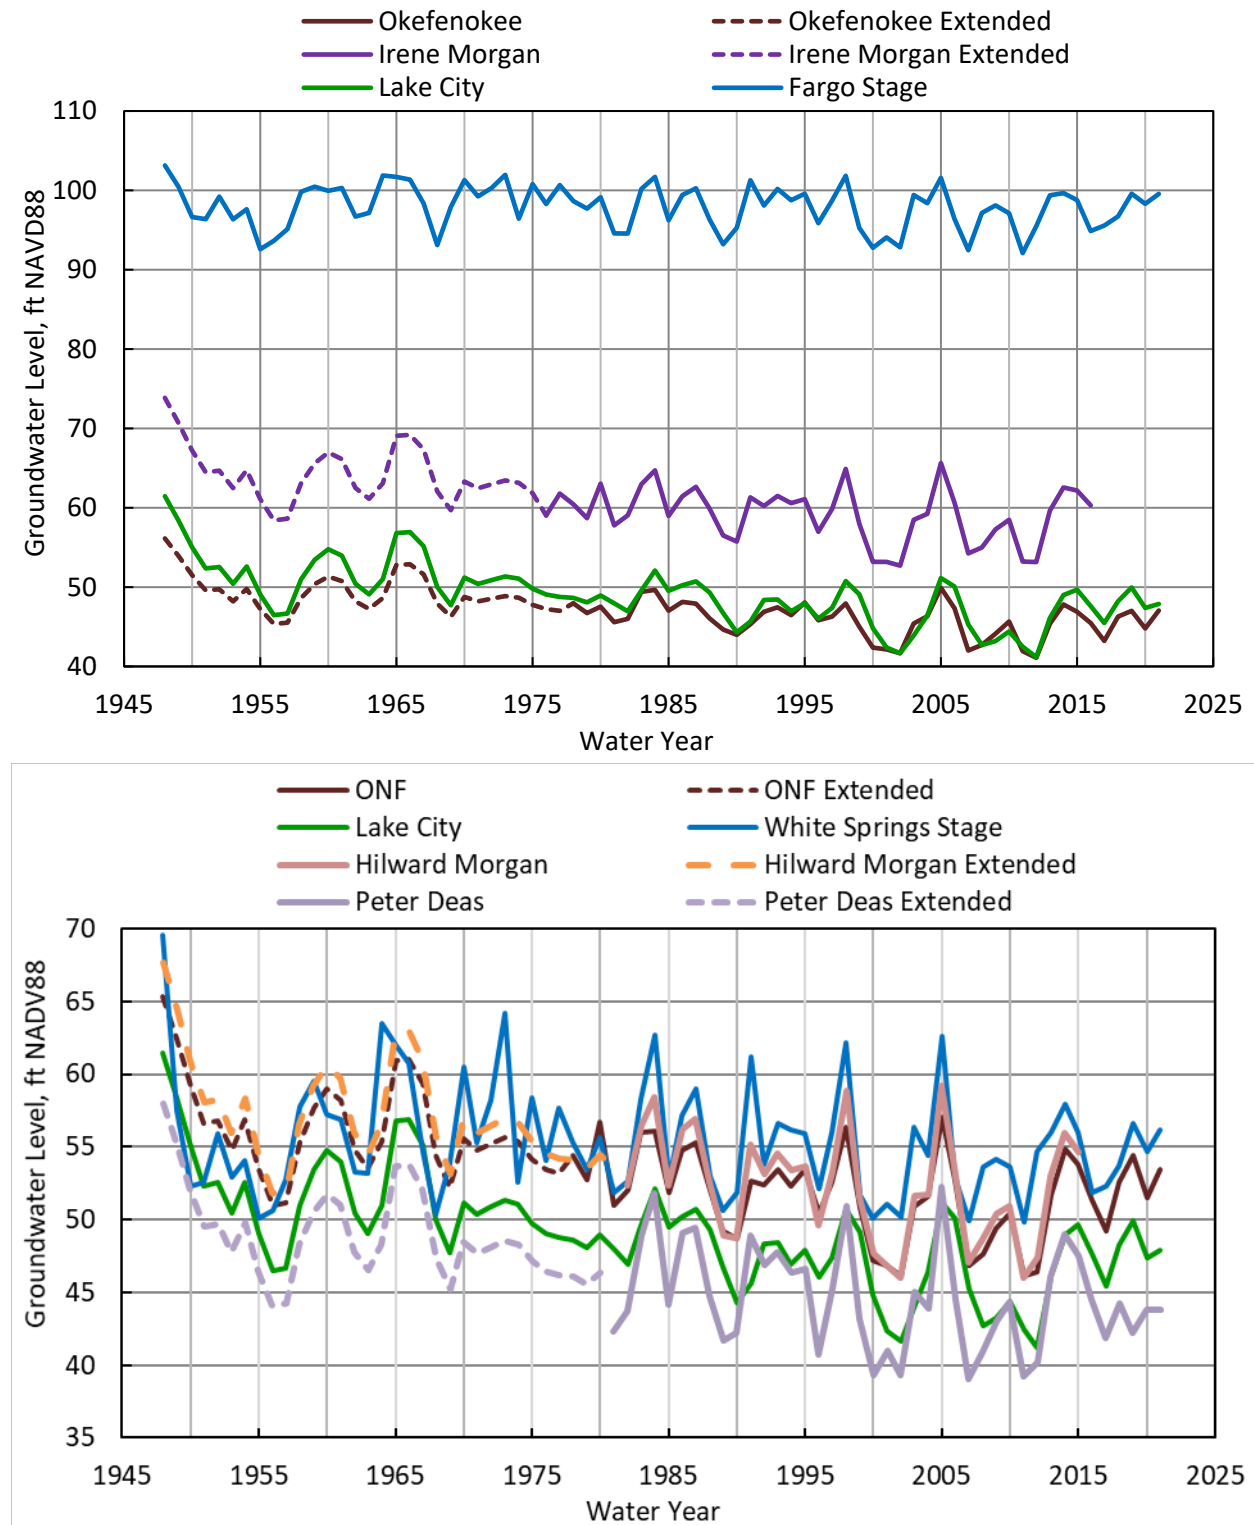 Okefenokee Okefenokee Extended
Irene Morgan Irene Morgan Extended
Lake City Fargo Stage
Groundwater Level, ft NAVD88
110
100
90
80
70
60
50
40
1945 1955 1965 1975 1985 1995 2005 2015 2025
Water Year
ONF ONF Extended
Lake City White Springs Stage
Hilward Morgan Hilward Morgan Extended
Peter Deas Peter Deas Extended
Groundwater Level, ft NADV88
70
65
60
55
50
45
40
35
1945 1955 1965 1975 1985 1995 2005 2015 2025
Water Year